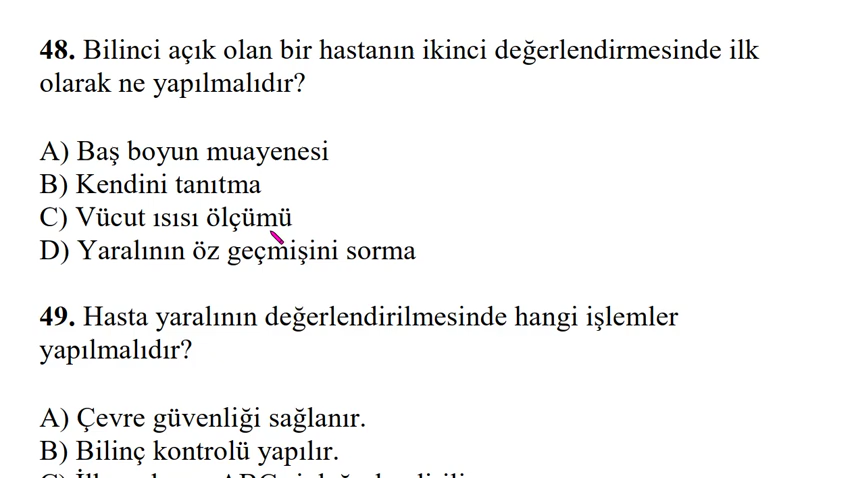 48. Bilinci açık olan bir hastanın ikinci değerlendirmesinde ilk
olarak ne yapılmalıdır?
A) Baş boyun muayenesi
B) Kendini tanıtma
C) Vücut ısısı ölçümü
D) Yaralının öz geçmişini sorma
49. Hasta yaralının değerlendirilmesinde hangi işlemler
yapılmalıdır?
A) Çevre güvenliği sağlanır.
B) Bilinç kontrolü yapılır.